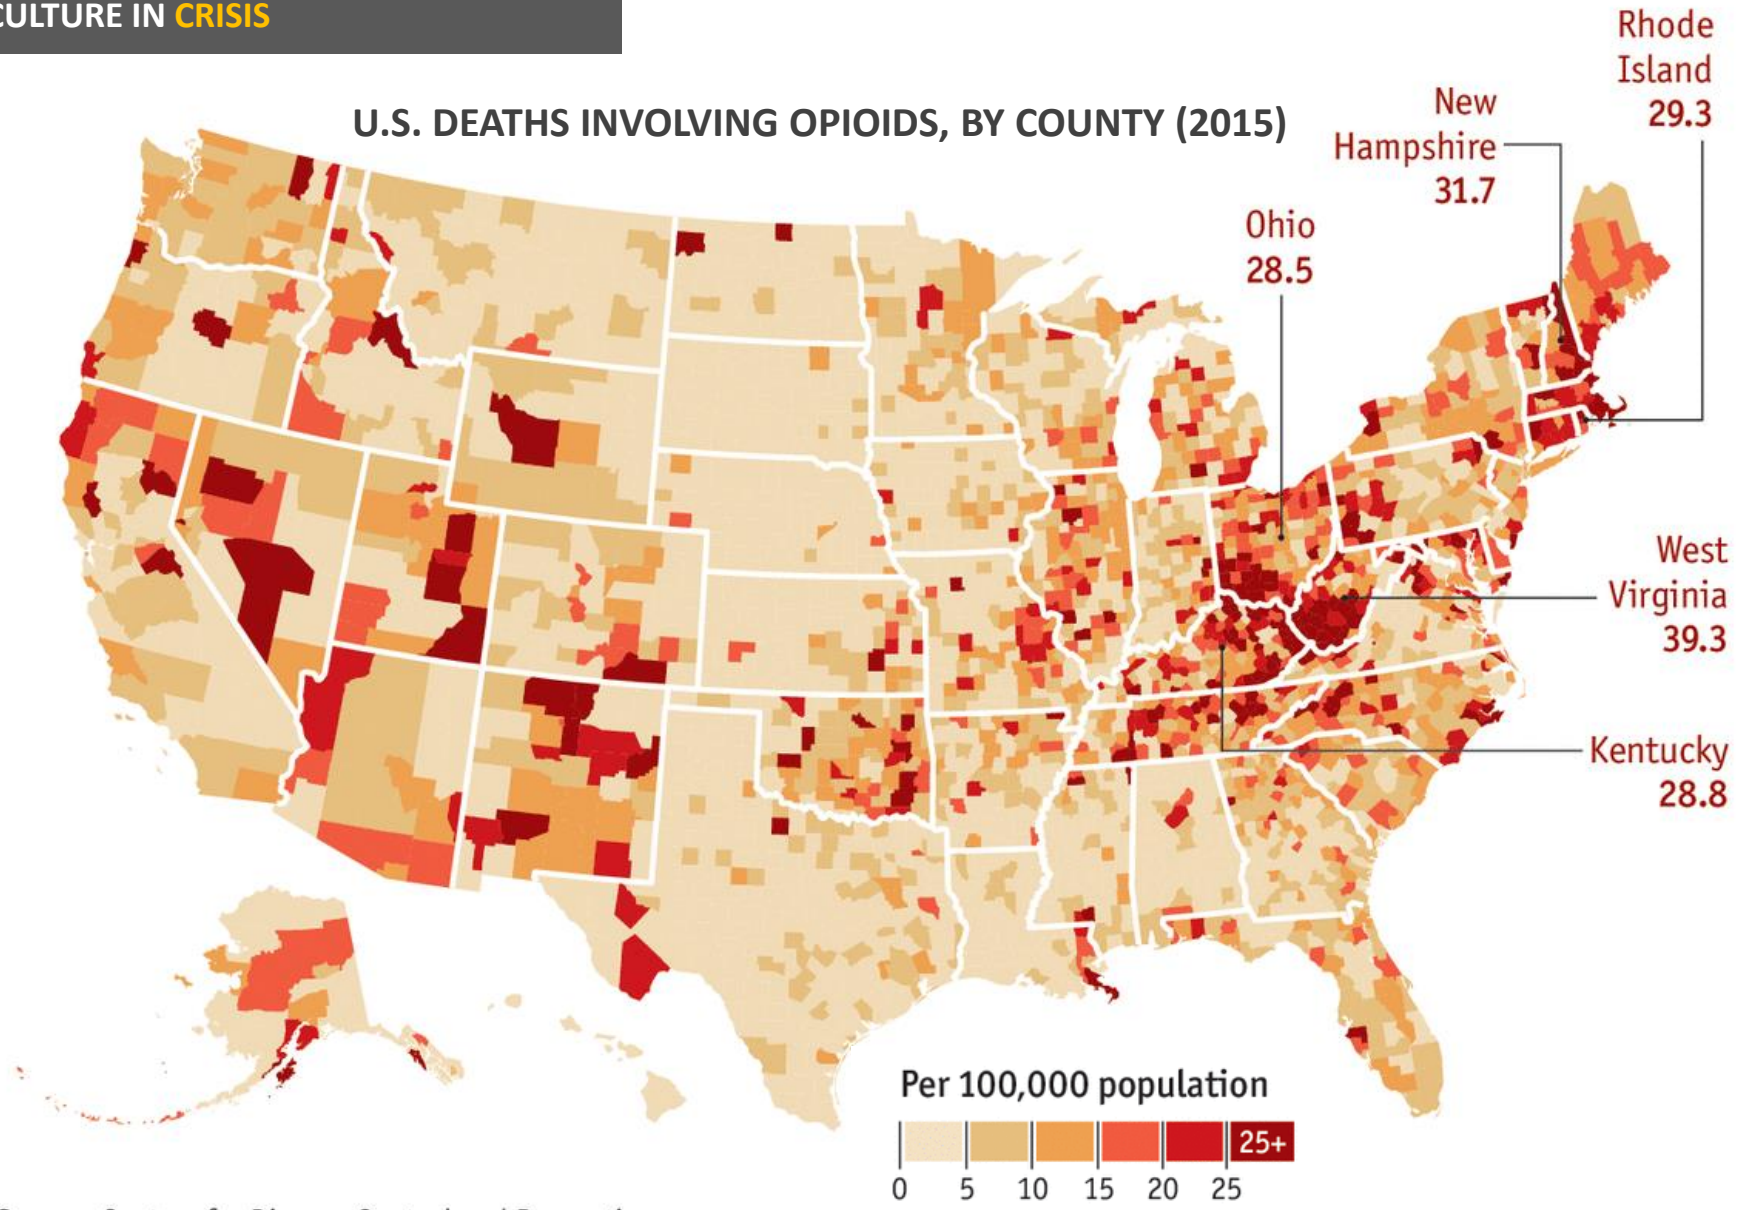 CULTURE IN CRISIS
U.S. DEATHS INVOLVING OPIOIDS, BY COUNTY (2015)
Rhode
Island
29.3
New
Hampshire
31.7
Ohio
28.5
West
Virginia
39.3
Kentucky
28.8
Per 100,000 population
25+
0 5 10 15 20 25